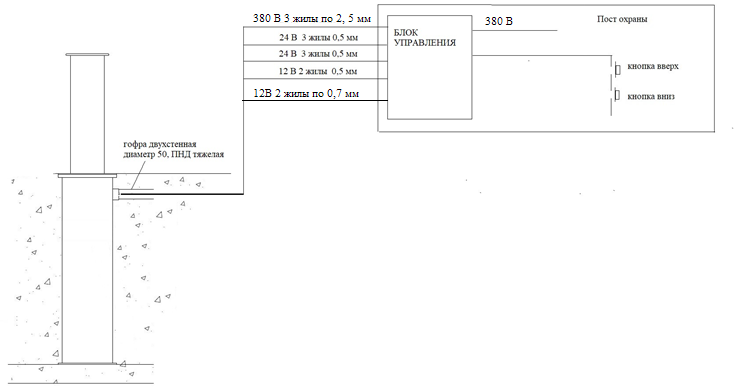 380 В 3 жилы по 2, 5 мм
24 В 3 жилы 0,5 мм
24 В 3 жилы 0,5 мм
12 В 2 жилы 0,5 мм
12В 2 жилы по 0,7 мм
БЛОК
УПРАВЛЕНИЯ
380 В
Пост охраны
кнопка вверх
кнопка вниз
гофра двухстенная
диаметр 50, ПНД тяжелая